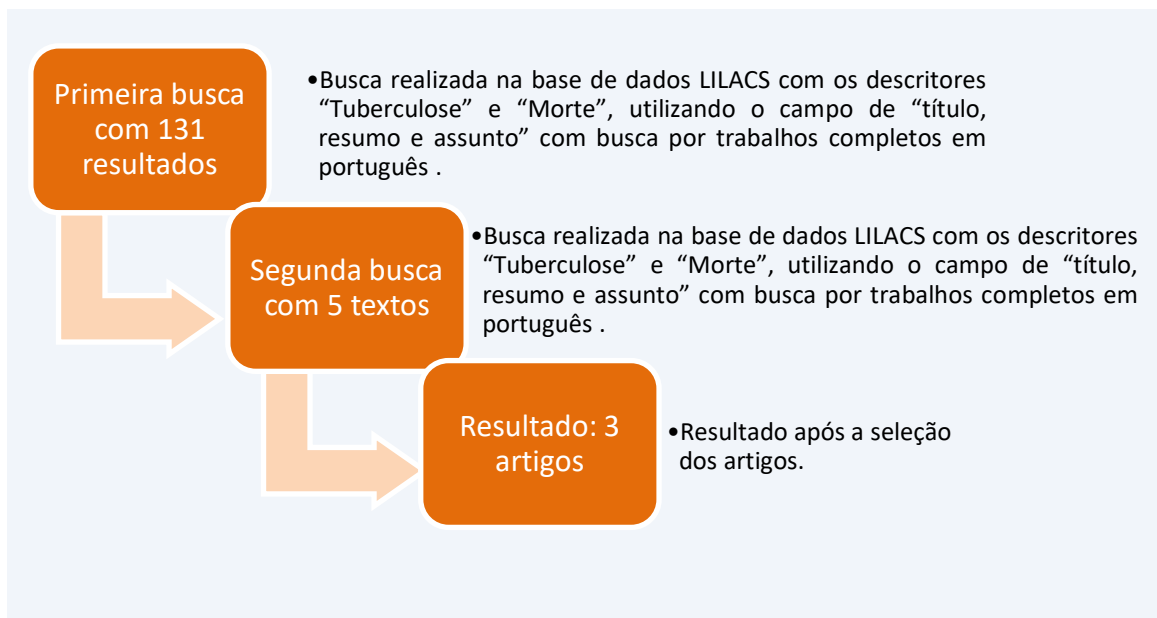 Primeira busca
com 131
resultados
•Busca realizada na base de dados LILACS com os descritores
“Tuberculose” e “Morte”, utilizando o campo de “título,
resumo e assunto” com busca por trabalhos completos em
português .
Segunda busca
com 5 textos
•Busca realizada na base de dados LILACS com os descritores
“Tuberculose” e “Morte”, utilizando o campo de “título,
resumo e assunto” com busca por trabalhos completos em
português .
Resultado: 3
artigos
•Resultado após a seleção
dos artigos.